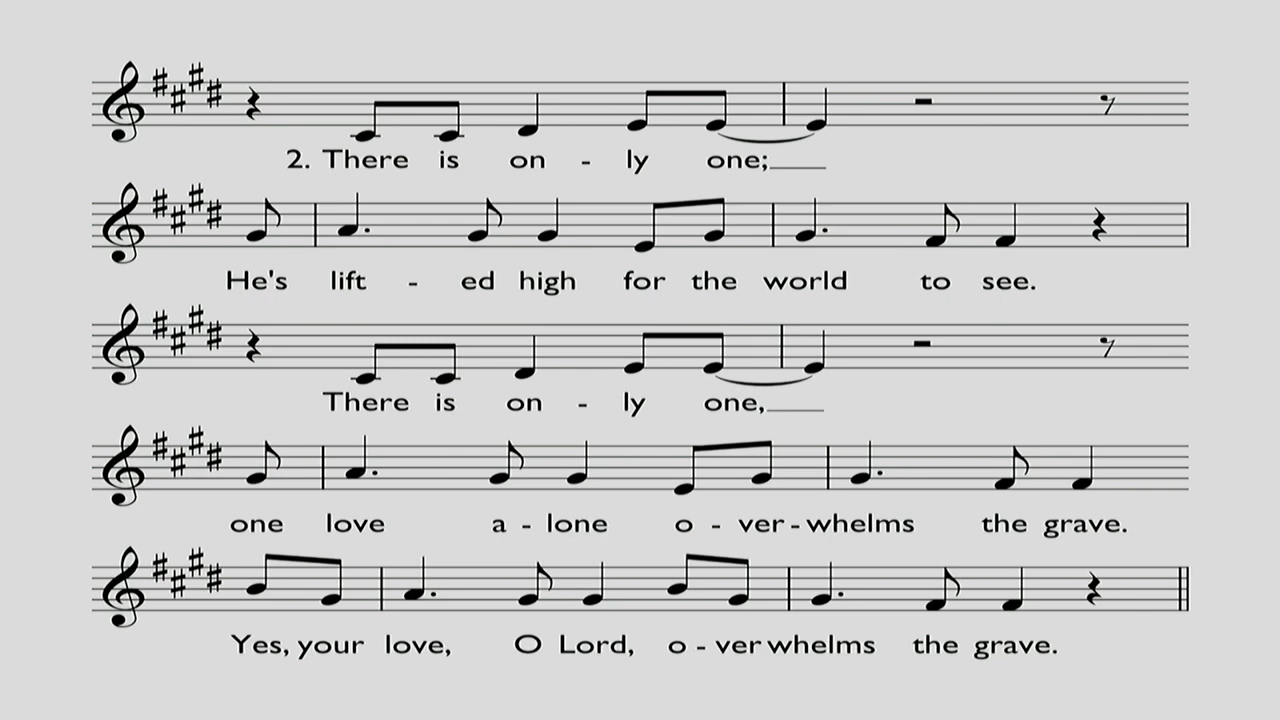 2. There is on - ly one;
He's lift - ed high for the world to see.
There is on - ly one,
one love a - lone o - ver - whelms the grave.
Yes, your love, O Lord, o - ver whelms the grave.